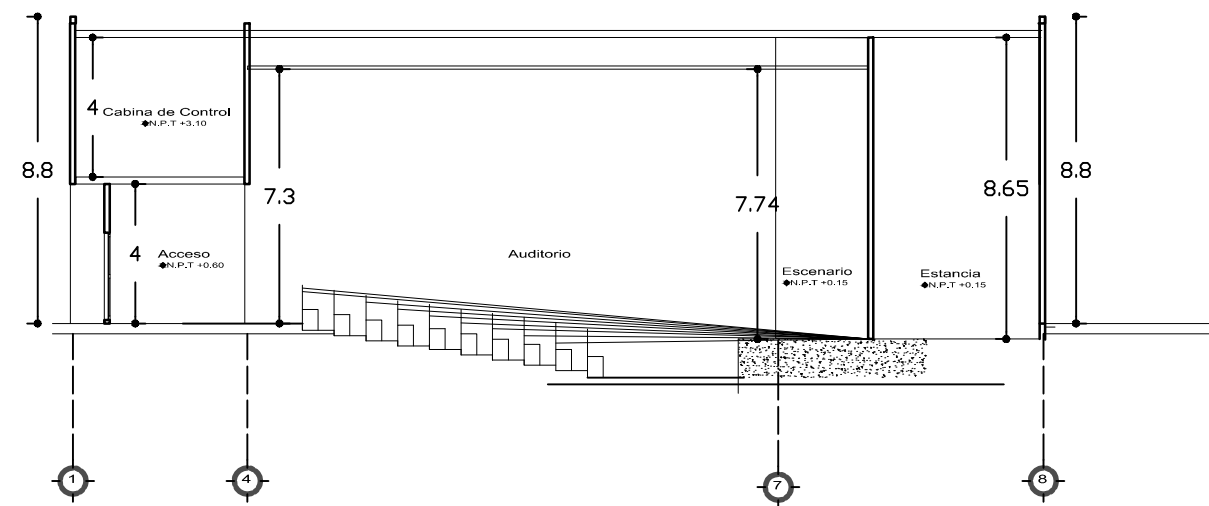 4
Cabina de Control
N.P.T +3.10
8.8
8.8
7.3
7.74
8.65
4
Acceso
N.P.T +0.60
Auditorio
Escenario
N.P.T +0.15
Estancia
N.P.T +0.15
1
4
7
8